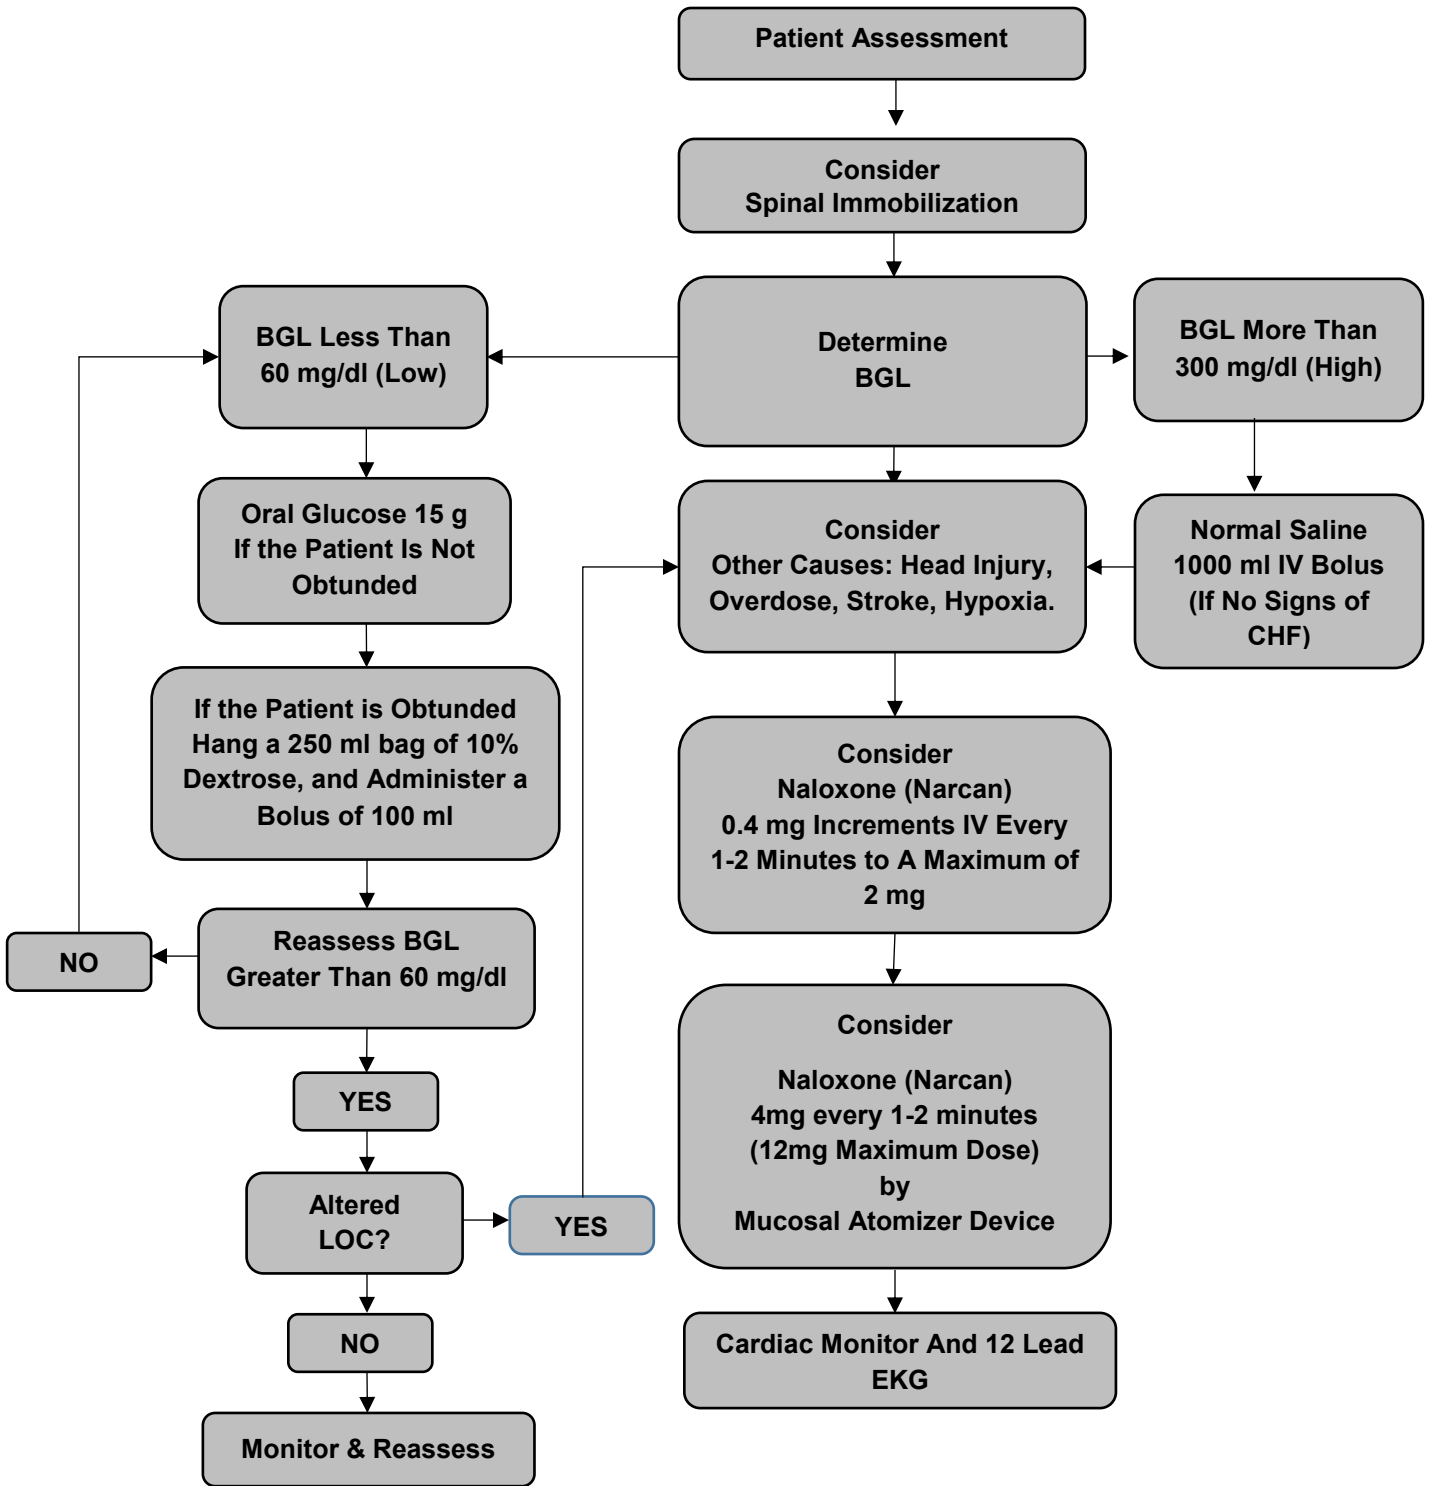 Patient Assessment
Consider
Spinal Immobilization
Determine
BGL
BGL Less Than
60 mg/dl (Low)
BGL More Than
300 mg/dl (High)
Oral Glucose 15 g
If the Patient Is Not
Obtunded
Consider
Other Causes: Head Injury,
Overdose, Stroke, Hypoxia.
Normal Saline
1000 ml IV Bolus
(If No Signs of
CHF)
If the Patient is Obtunded
Hang a 250 ml bag of 10%
Dextrose, and Administer a
Bolus of 100 ml
Consider
Naloxone (Narcan)
0.4 mg Increments IV Every
1-2 Minutes to A Maximum of
2 mg
Reassess BGL
Greater Than 60 mg/dl
NO
YES
Altered
LOC?
YES
NO
Monitor & Reassess
Consider
Naloxone (Narcan)
4mg every 1-2 minutes
(12mg Maximum Dose)
by
Mucosal Atomizer Device
Cardiac Monitor And 12 Lead
EKG